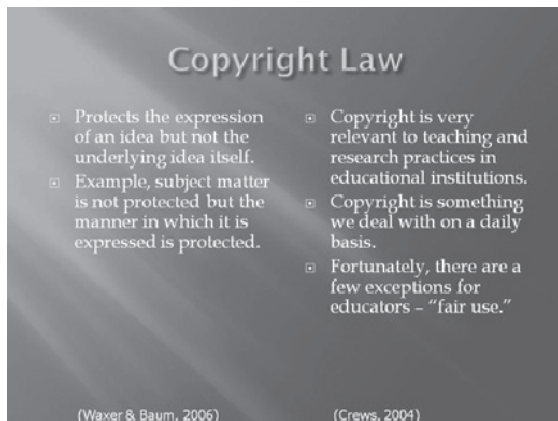 Copyright Law
Protects the expression
of an idea but not the
underlying idea itself.
Example, subject matter
is not protected but the
manner in which it is
expressed is protected.
(Waxer & Baum, 2006)
Copyright is very
relevant to teaching and
research practices in
educational institutions.
Copyright is something
we deal with on a daily
basis.
Fortunately, there are a
few exceptions for
educators – “fair use.”
(Crews, 2004)